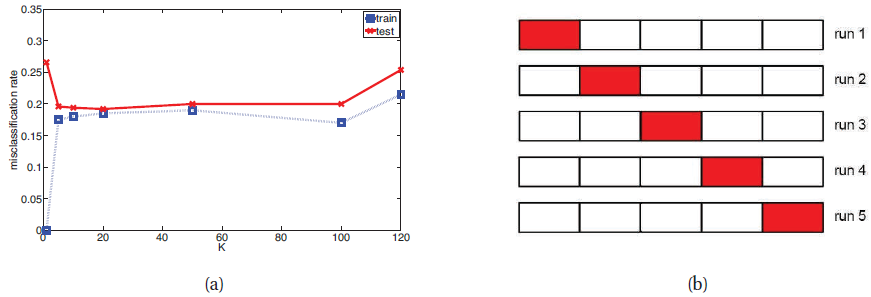 0.35
0.3
0.25
0.2
0.15
0.1
0.05
0
misclassification rate
0 20 40 60 80 100 120
K
train
test
(a)
run 1
run 2
run 3
run 4
run 5
(b)